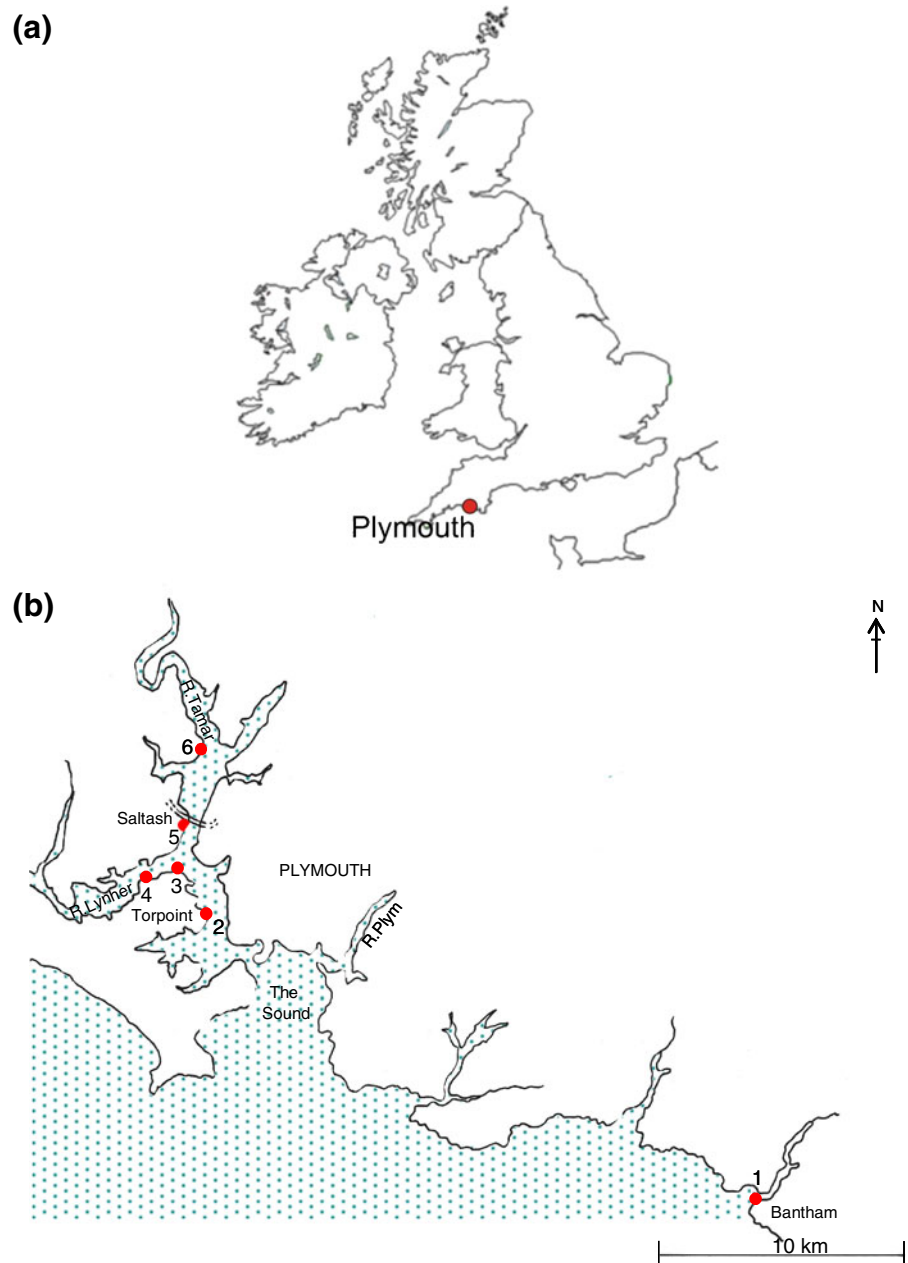 (a)
Plymouth
(b)
N
R.Tamar
6
Saltash
5
PLYMOUTH
3
4
R.Lynher
Torpoint
2
R.Plym
The
Sound
1
Bantham
10 km